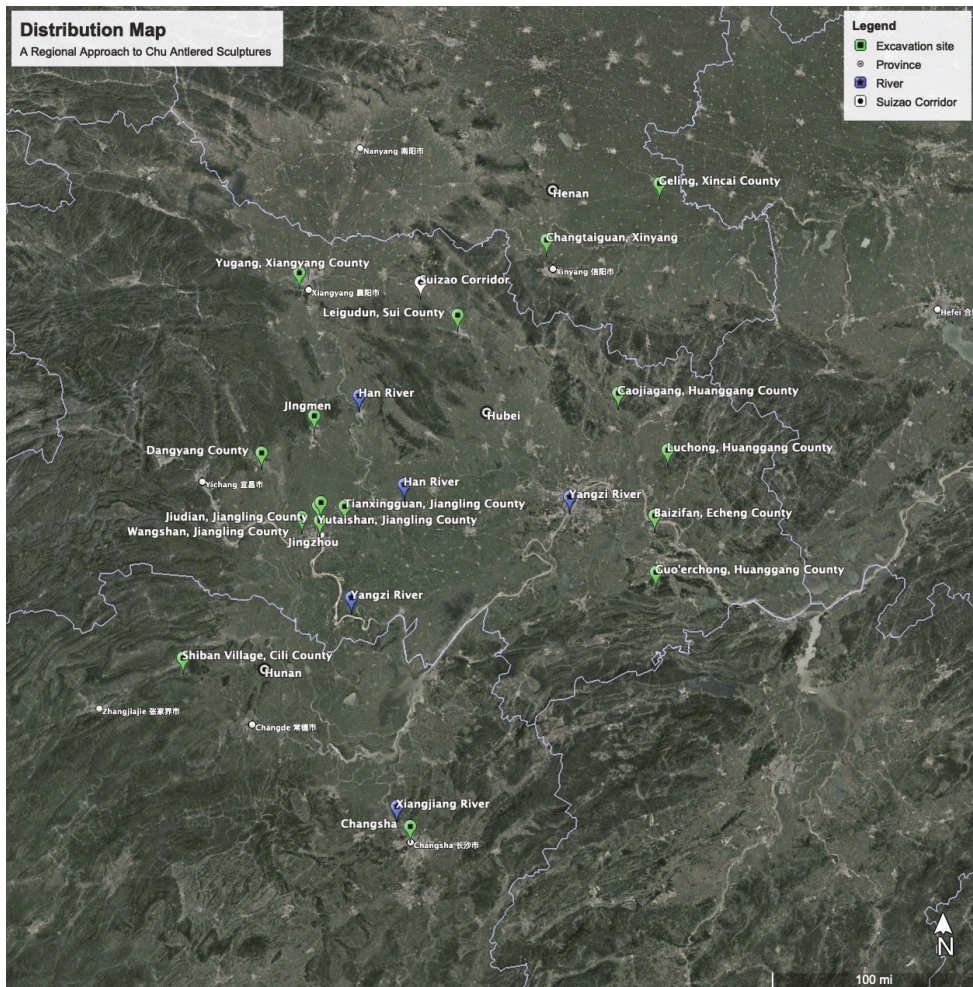 Distribution Map
A Regional Approach to Chu Antlered Sculptures
Legend
Excavation site
Province
River
Suizao Corridor
Nanyang 南阳市
Henan
Geling, Xincai County
Changtaiguan, Xinyang
Xinyang 信阳市
Yugang, Xiangyang County
Xiangyang 襄阳市
Suizao Corridor
Leigudun, Sui County
Hefei
Han River
Caojiagang, Huanggang County
JIngmen
Hubei
Dangyang County
Luchong, Huanggang County
Yichang 宜昌市
Han River
Yangzi River
Tianxingguan, Jiangling County
Jiudian, Jiangling County
Yutaishan, Jiangling County
Baizifan, Echeng County
Wangshan, Jiangling County
Jingzhou
Guo'erchong, Huanggang County
Yangzi River
Shiban Village, Cili County
Hunan
Zhangjiajie 张家界市
Changde 常德市
Xiangjiang River
Changsha
Changsha 长沙市
N
100 mi